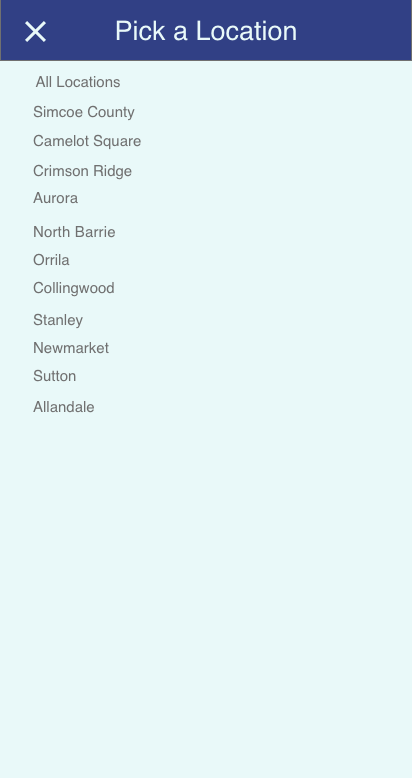 Pick a Location
All Locations
Simcoe County
Camelot Square
Crimson Ridge
Aurora
North Barrie
Orrila
Collingwood
Stanley
Newmarket
Sutton
Allandale